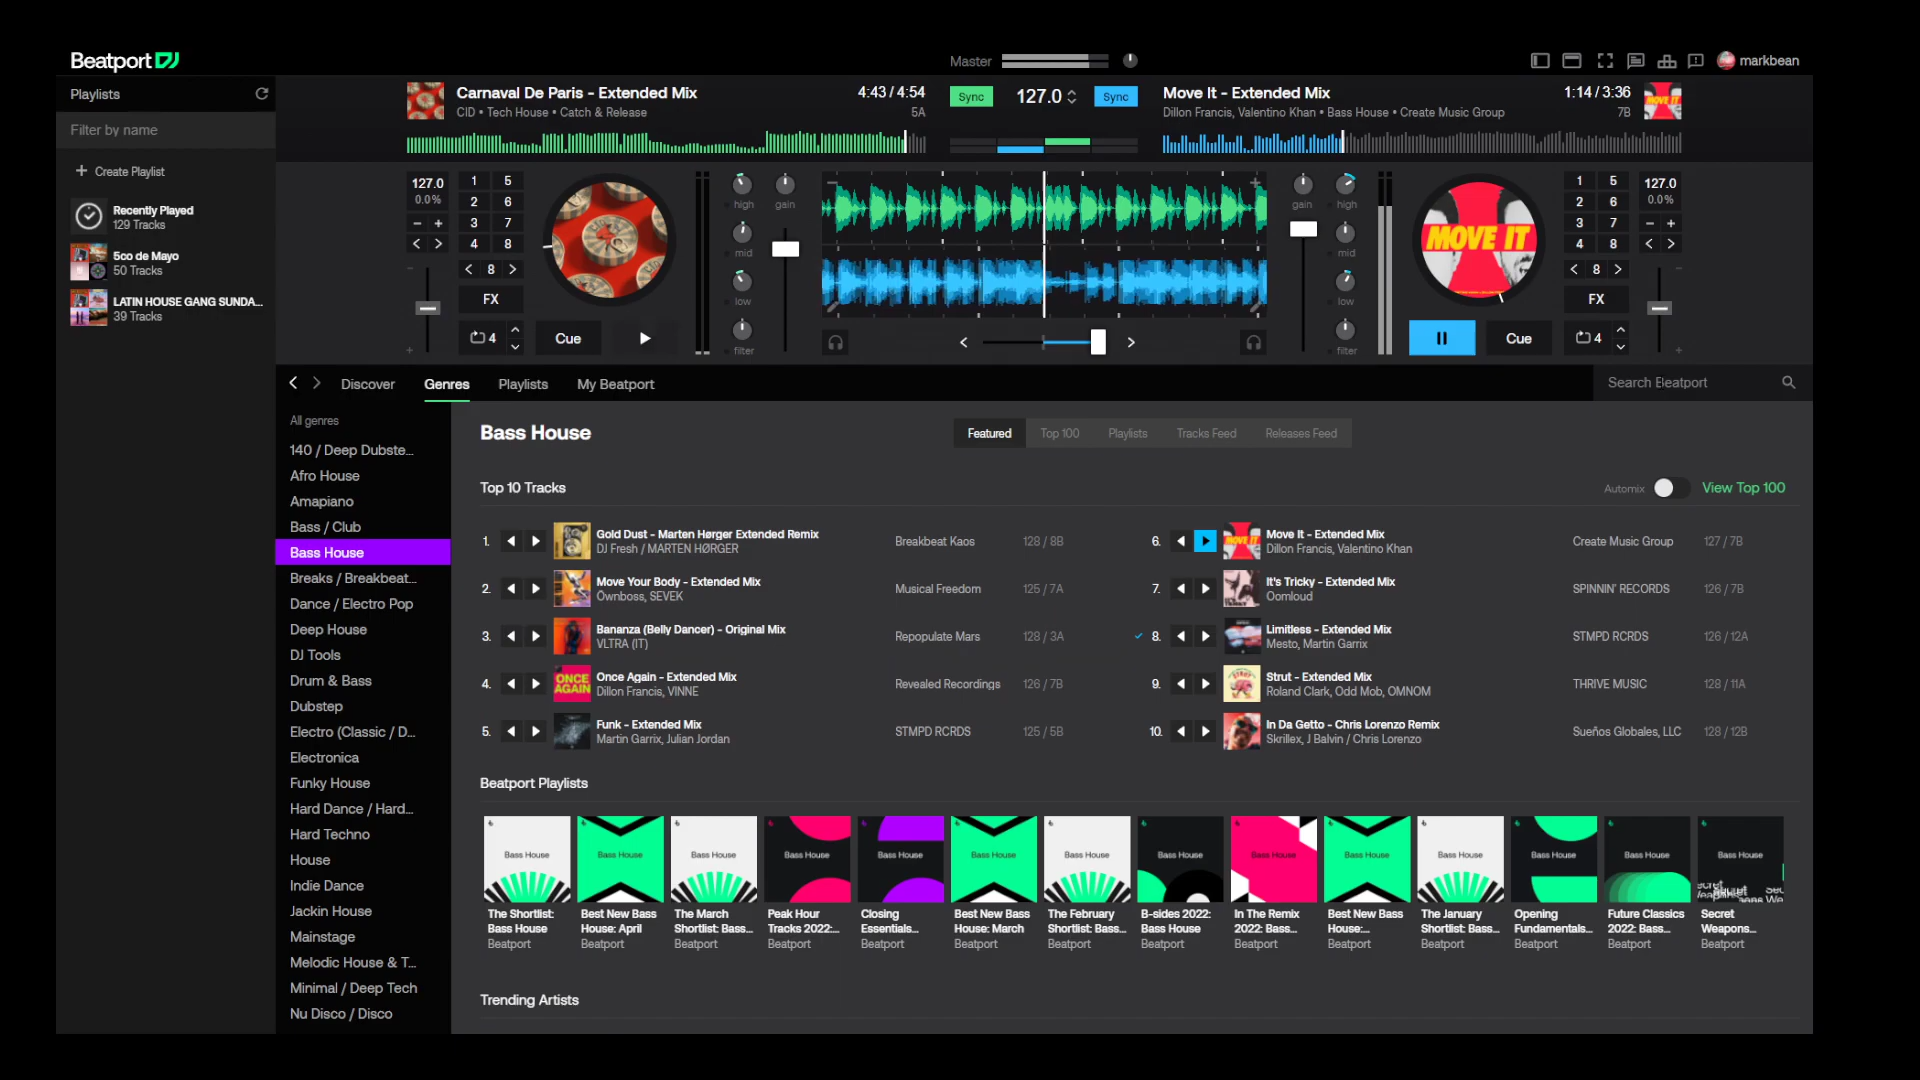 Beatport DJ
Master
markbean
Playlists
Filter by name
Create Playlist
Recently Played
129 Tracks
5co de Mayo
50 Tracks
LATIN HOUSE GANG SUNDA...
39 Tracks
Carnaval De Paris - Extended Mix
4:43 / 4:54
CID • Tech House • Catch & Release
5A
Sync
127.0
Sync
Move It - Extended Mix
1:14 / 3:36
Dillon Francis, Valentino Khan • Bass House • Create Music Group
7B
MOVE IT
127.0
0.0%
1 5
2 6
3 7
4 8
< 8 >
FX
4
Cue
high
mid
low
filter
gain
gain
high
mid
low
filter
MOVE IT
1 5
2 6
3 7
4 8
< 8 >
FX
Cue
4
127.0
0.0%
Discover
Genres
Playlists
My Beatport
Search Beatport
All genres
140 / Deep Dubste...
Afro House
Amapiano
Bass / Club
Bass House
Breaks / Breakbeat...
Dance / Electro Pop
Deep House
DJ Tools
Drum & Bass
Dubstep
Electro (Classic / D...
Electronica
Funky House
Hard Dance / Hard...
Hard Techno
House
Indie Dance
Jackin House
Mainstage
Melodic House & T...
Minimal / Deep Tech
Nu Disco / Disco
Bass House
Featured
Top 100
Playlists
Tracks Feed
Releases Feed
Top 10 Tracks
Automix
View Top 100
1. Gold Dust - Marten Hørger Extended Remix
DJ Fresh / MARTEN HØRGER
Breakbeat Kaos
128 / 8B
2. Move Your Body - Extended Mix
Öwnboss, SEVEK
Musical Freedom
125 / 7A
3. Bananza (Belly Dancer) - Original Mix
VLTRA (IT)
Repopulate Mars
128 / 3A
4. ONCE AGAIN
Once Again - Extended Mix
Dillon Francis, VINNE
Revealed Recordings
126 / 7B
5. Funk - Extended Mix
Martin Garrix, Julian Jordan
STMPD RCRDS
125 / 5B
6. MOVE IT
Move It - Extended Mix
Dillon Francis, Valentino Khan
Create Music Group
127 / 7B
7. It's Tricky - Extended Mix
Oomloud
SPINNIN' RECORDS
126 / 7B
8. Limitless - Extended Mix
Mesto, Martin Garrix
STMPD RCRDS
126 / 12A
9. STRUT
Strut - Extended Mix
Roland Clark, Odd Mob, OMNOM
THRIVE MUSIC
128 / 11A
10. In Da Getto - Chris Lorenzo Remix
Skrillex, J Balvin / Chris Lorenzo
Sueños Globales, LLC
128 / 12B
Beatport Playlists
Bass House
The Shortlist:
Bass House
Beatport
Bass House
Best New Bass
House: April
Beatport
Bass House
The March
Shortlist: Bass...
Beatport
Bass House
Peak Hour
Tracks 2022:...
Beatport
Bass House
Closing
Essentials...
Beatport
Bass House
Best New Bass
House: March
Beatport
Bass House
The February
Shortlist: Bass...
Beatport
Bass House
B-sides 2022:
Bass House
Beatport
Bass House
In The Remix
2022: Bass...
Beatport
Bass House
Best New Bass
House:...
Beatport
Bass House
The January
Shortlist: Bass...
Beatport
Bass House
Opening
Fundamentals...
Beatport
Bass House
Future Classics
2022: Bass...
Beatport
Bass House
Secret
Weapons...
Beatport
Trending Artists